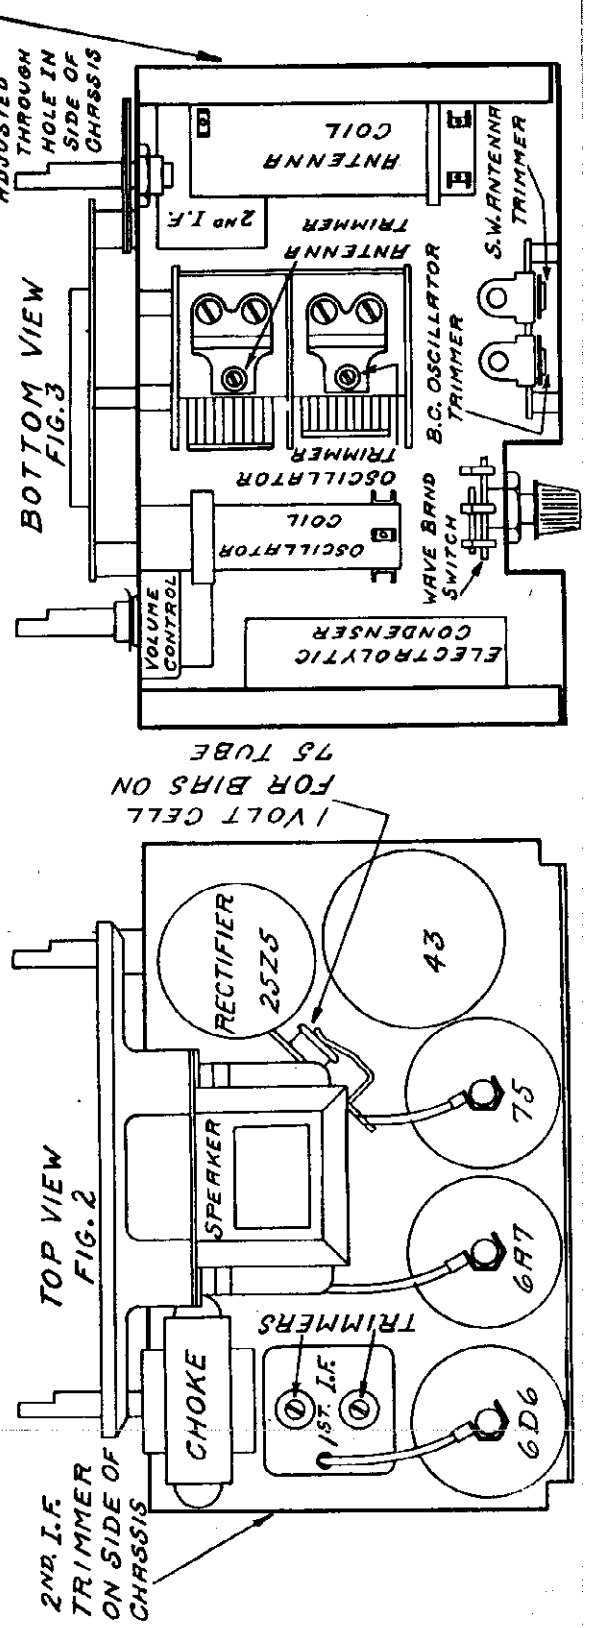 2ND. I.F.
TRIMMER
ON SIDE OF
CHASSIS
TOP VIEW
FIG. 2
CHOKE
SPEAKER
RECTIFIER
25Z5
TRIMMERS
1ST. I.F.
6D6
6A7
75
43
1 VOLT CELL
FOR BIAS ON
75 TUBE
BOTTOM VIEW
FIG. 3
ADJUSTED
THROUGH
HOLE IN
SIDE OF
CHASSIS
VOLUME
CONTROL
OSCILLATOR
COIL
ELECTROLYTIC
CONDENSER
OSCILLATOR
TRIMMER
ANTENNA
TRIMMER
2ND I.F.
ANTENNA
COIL
WAVE BAND
SWITCH
B.C. OSCILLATOR
TRIMMER
S.W. ANTENNA
TRIMMER